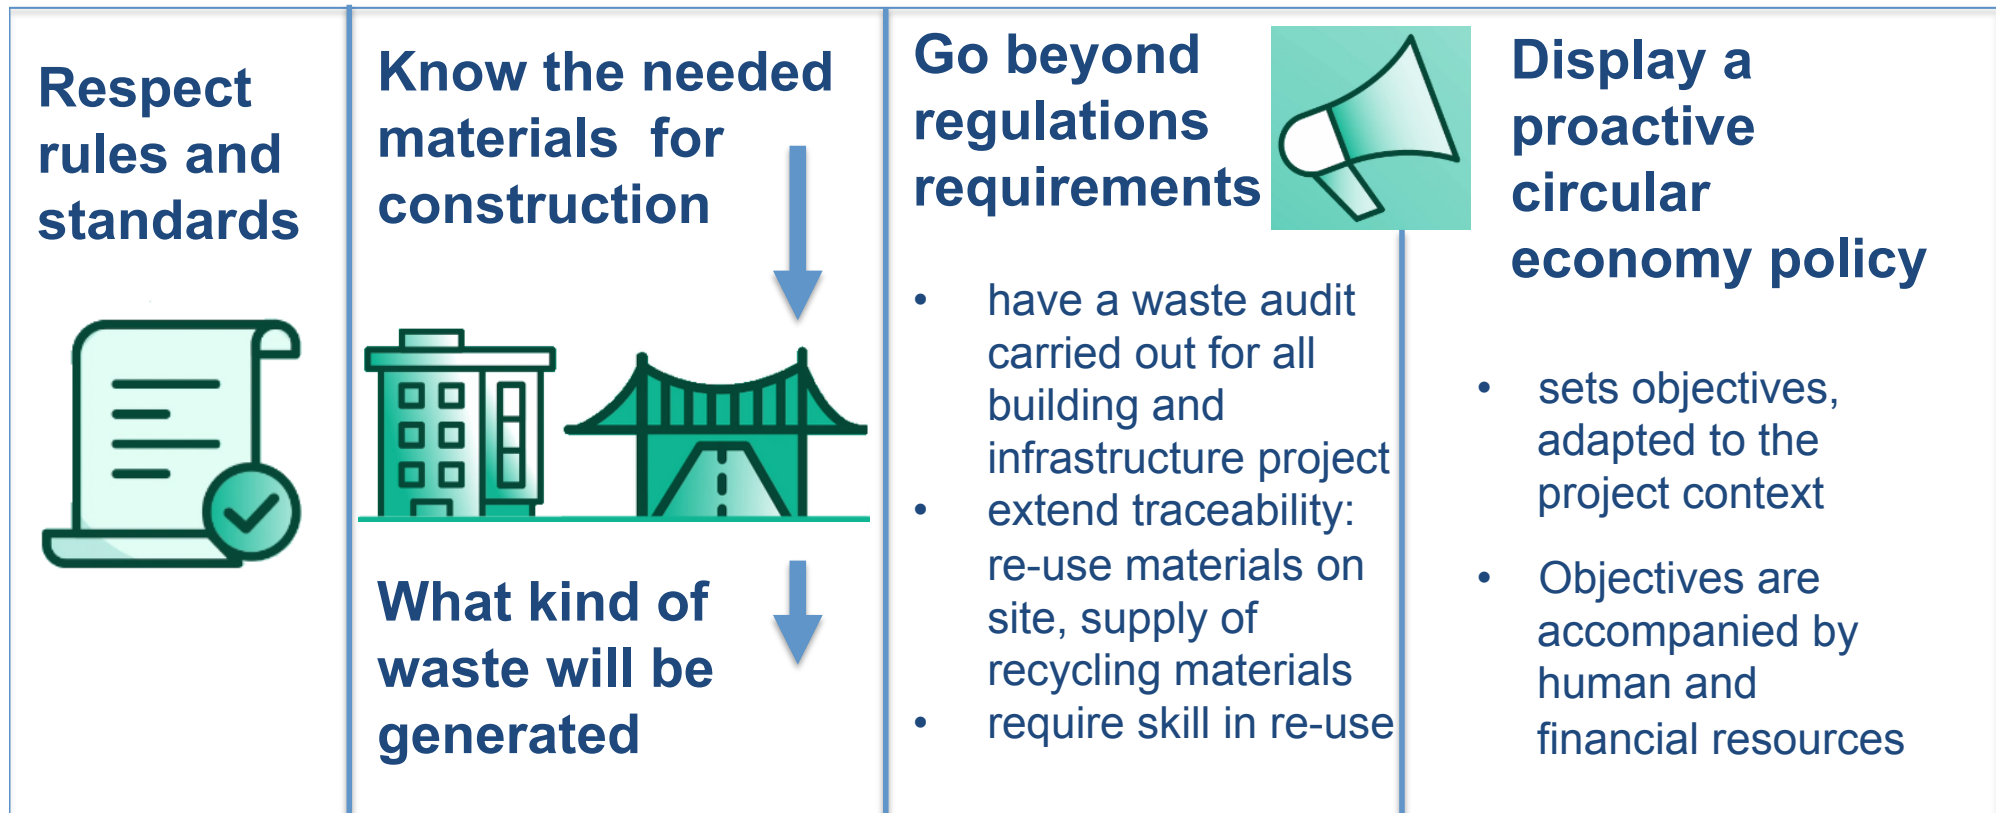 Respect
rules and
standards
Know the needed
materials for
construction
What kind of
waste will be
generated
Go beyond
regulations
requirements
• have a waste audit
carried out for all
building and
infrastructure project
• extend traceability:
re-use materials on
site, supply of
recycling materials
• require skill in re-use
Display a
proactive
circular
economy policy
• sets objectives,
adapted to the
project context
• Objectives are
accompanied by
human and
financial resources